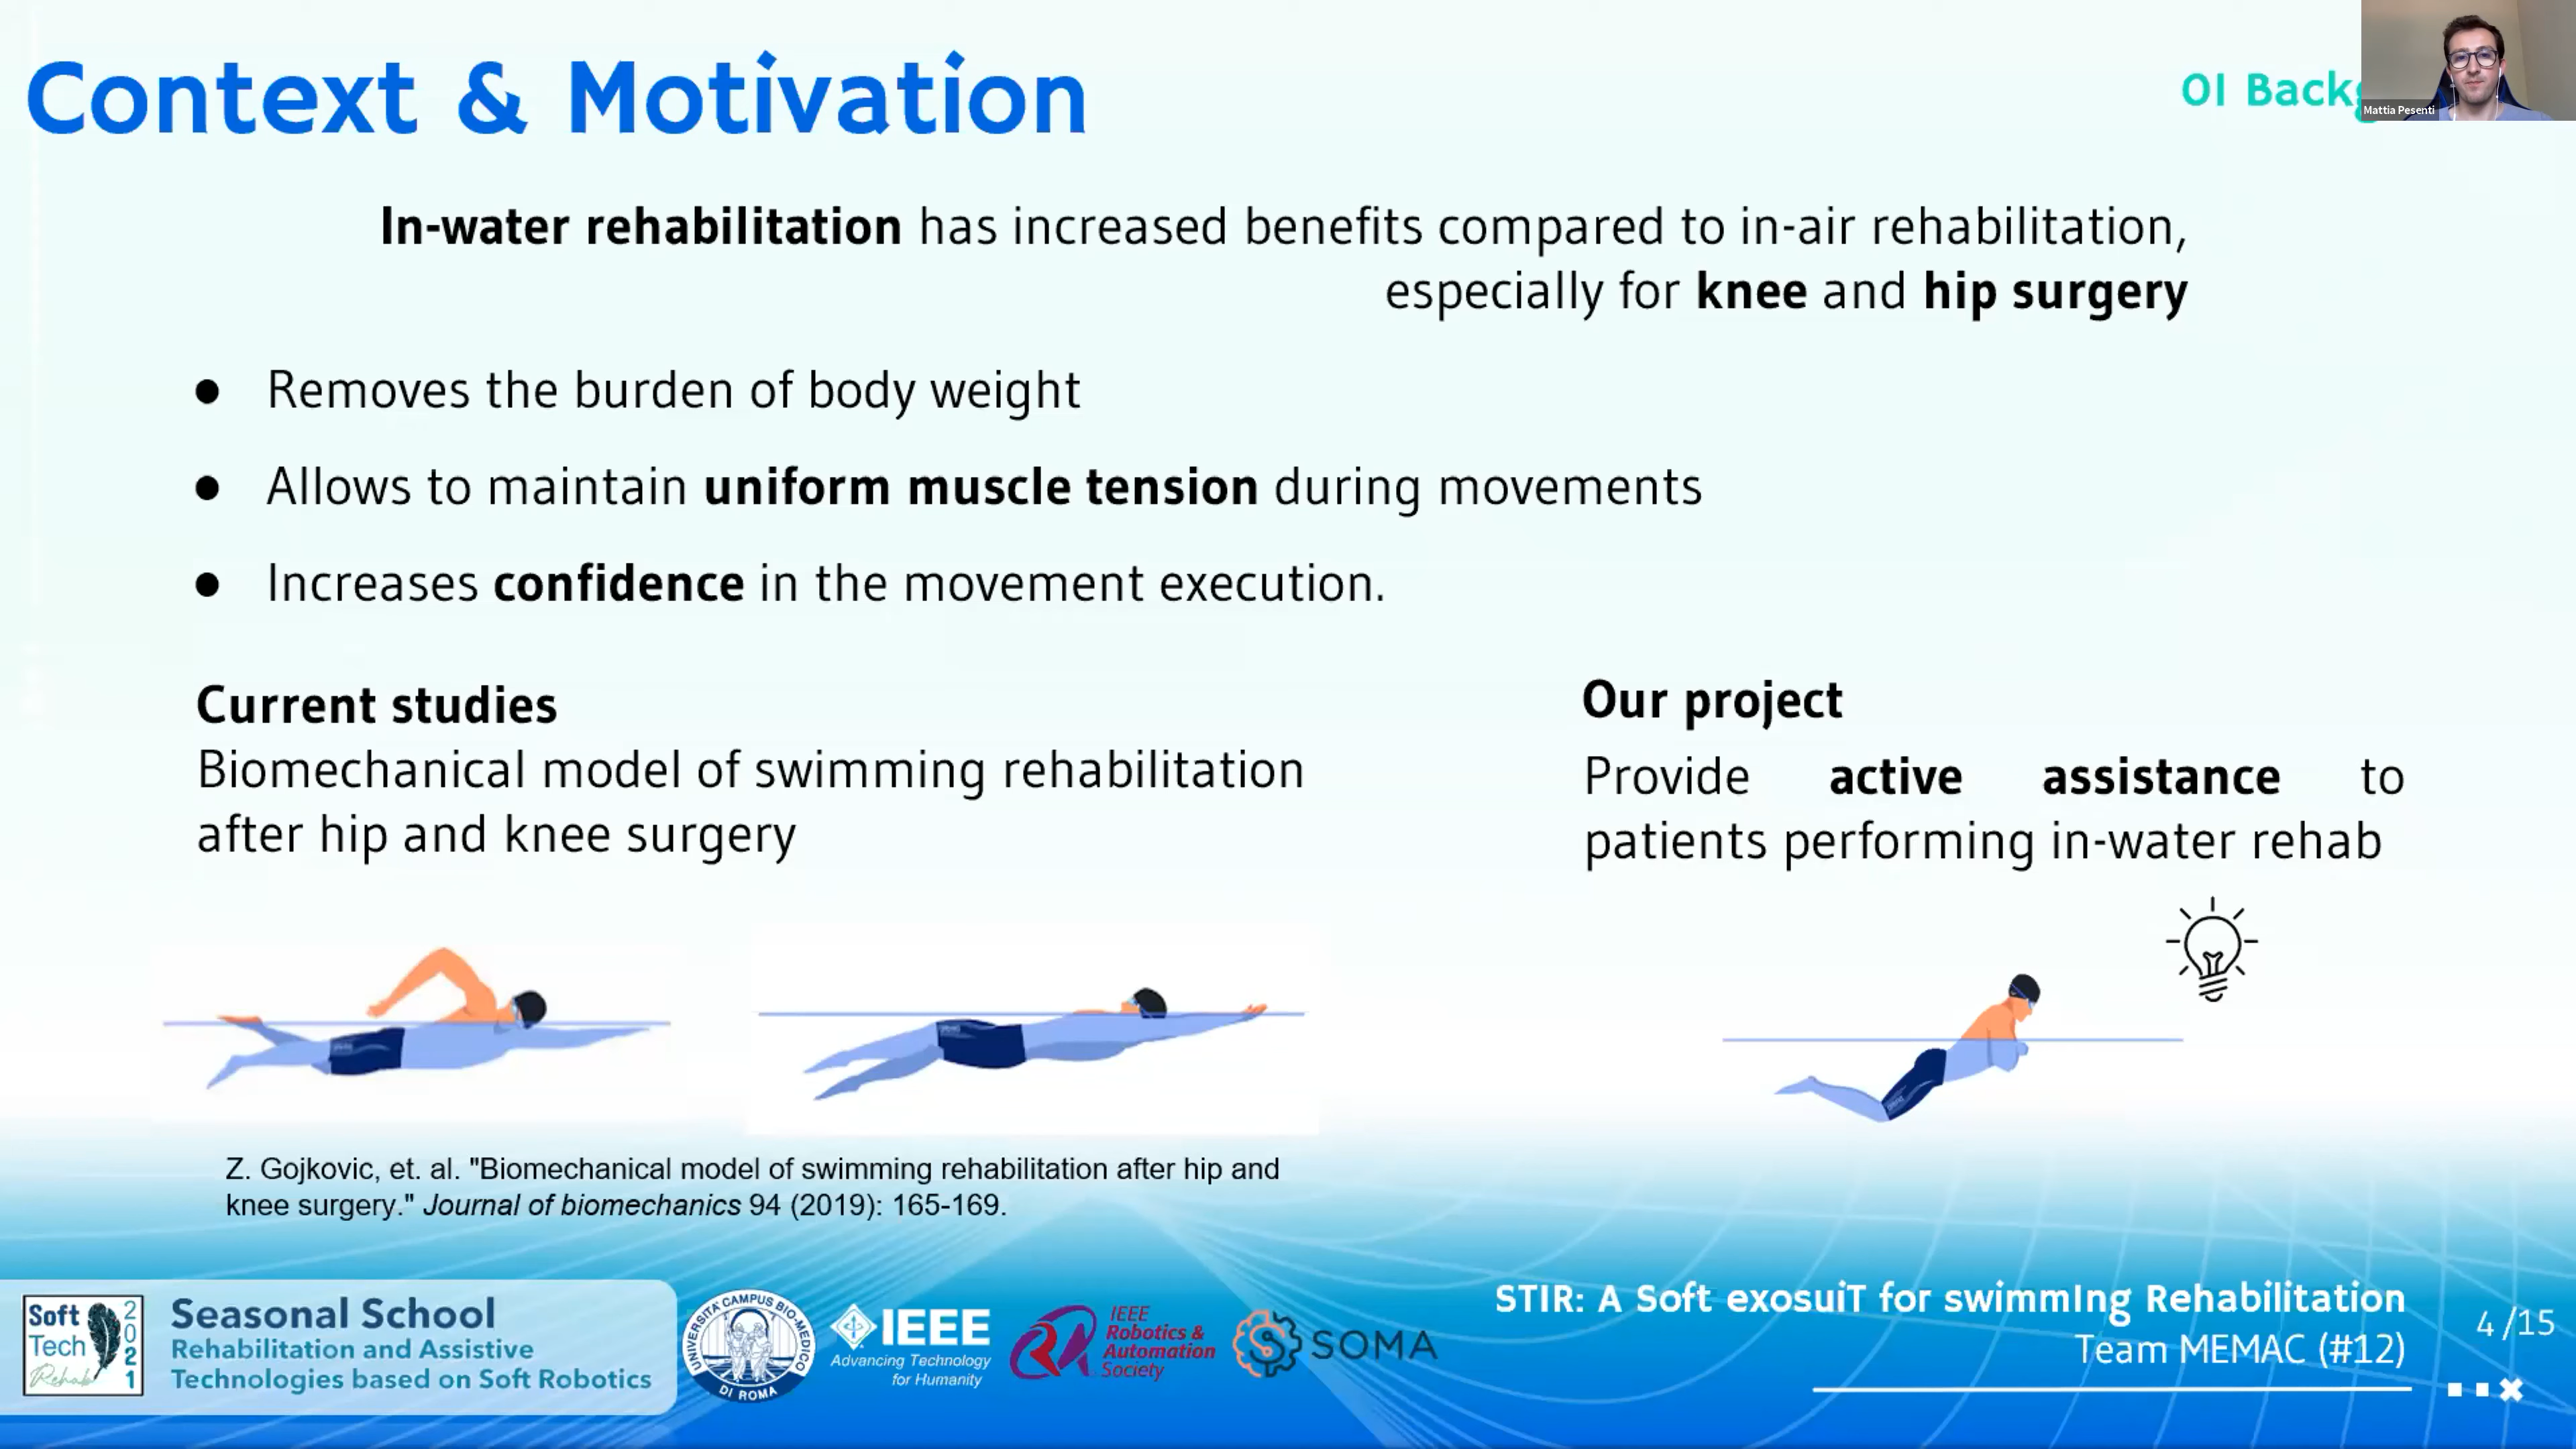 Context & Motivation
01 Backg
Mattia Pesenti
In-water rehabilitation has increased benefits compared to in-air rehabilitation,
especially for knee and hip surgery
● Removes the burden of body weight
● Allows to maintain uniform muscle tension during movements
● Increases confidence in the movement execution.
Current studies
Biomechanical model of swimming rehabilitation
after hip and knee surgery
Our project
Provide active assistance to
patients performing in-water rehab
Z. Gojkovic, et. al. "Biomechanical model of swimming rehabilitation after hip and
knee surgery." Journal of biomechanics 94 (2019): 165-169.
Soft
Tech
Rehab
2021
Seasonal School
Rehabilitation and Assistive
Technologies based on Soft Robotics
UNIVERSITA' CAMPUS BIO-MEDICO
DI ROMA
IEEE
Advancing Technology
for Humanity
IEEE
Robotics &
Automation
Society
SOMA
STIR: A Soft exosuiT for swimmIng Rehabilitation
Team MEMAC (#12)
4 /15